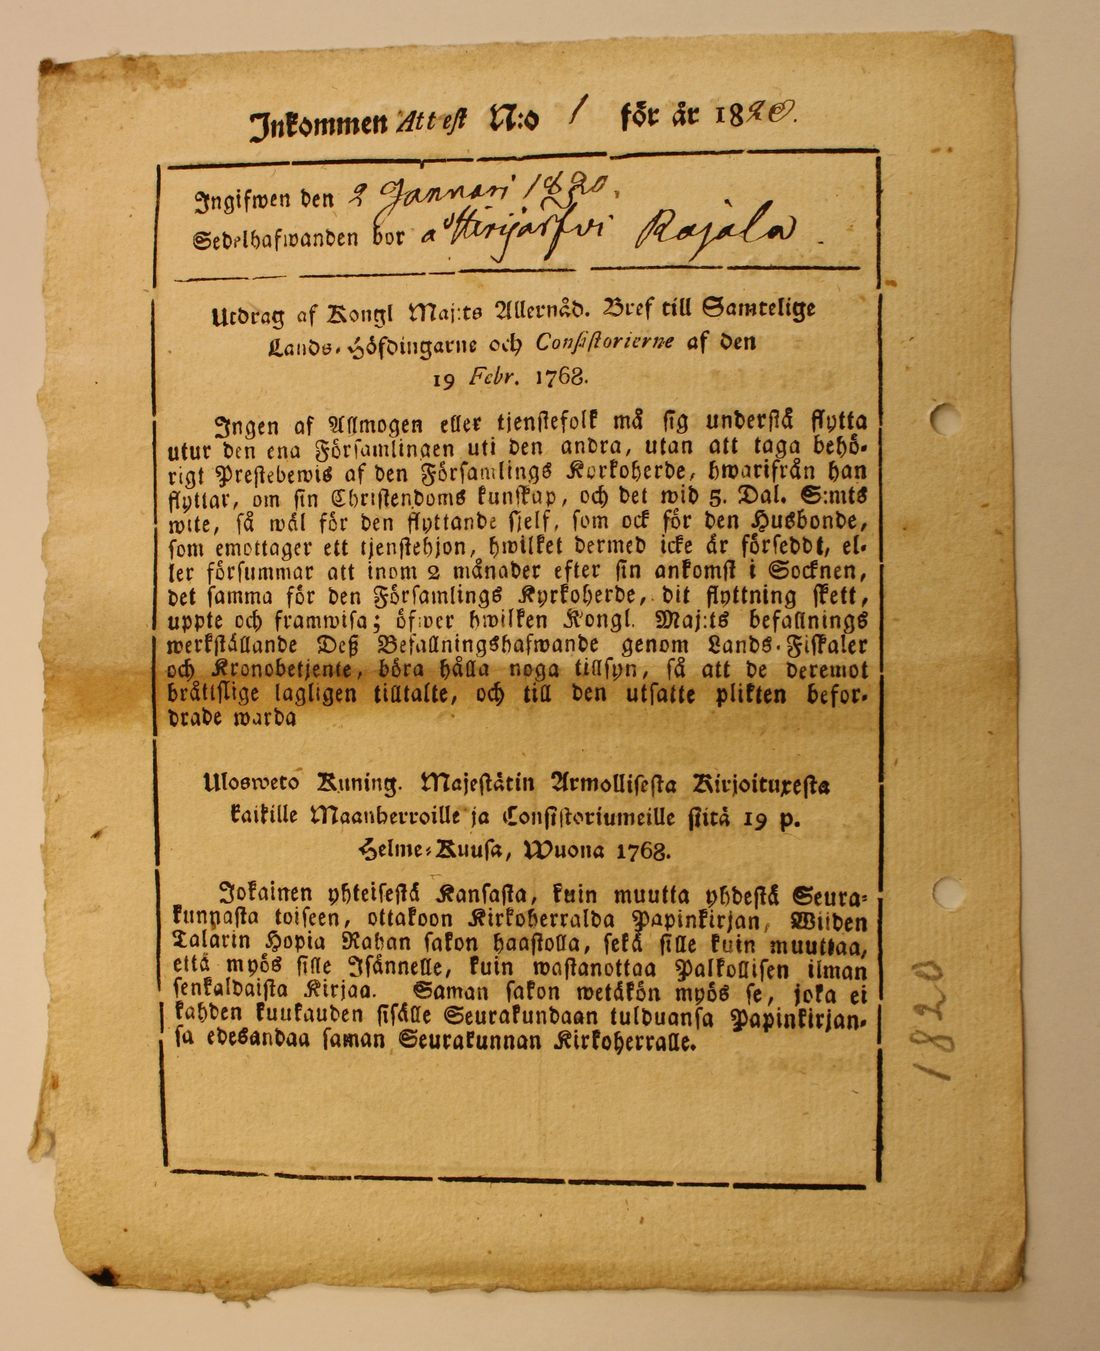 Inkommen Attest N:o 1 för år 1820.
Ingifwen den 2 Januari 1820.
Sedelhafwanden bor å Hirijärfvi Rajala.
Utdrag af Kongl Maj:ts Allernåd. Bref till Samtelige
Lands-Höfdingarne och Consistorierne af den
19 Febr. 1768.
Ingen af Allmogen eller tjenstefolk må sig understå flytta
utur den ena Församlingen uti den andra, utan att taga behö-
rigt Prestebewis af den Församlings Kyrkoherde, hwarifrån han
flyttar, om sin Christendoms kunskap, och det wid 5. Dal. S:mts
wite, så wäl för den flyttande sjelf, som ock för den Husbonde,
som emottager ett tjenstehjon, hwilket dermed icke är förseddt, el-
ler försummar att inom 2 månader efter sin ankomst i Socknen,
det samma för den Församlings Kyrkoherde, dit flyttning skett,
uppte och framwisa; öfwer hwilken Kongl. Maj:ts befallnings
werkställande Deß Befallningshafwande genom Lands-Fiskaler
och Kronobetjente, böra hålla noga tillsyn, så att de deremot
bråttslige lagligen tilltalte, och till den utsatte plikten befor-
drade warda
Ulosweto Kuning. Majestätin Armollisesta Kirjoituxesta
kaikille Maanherroille ja Consistoriumeille siitä 19 p.
Helme-Kuusa, Wuona 1768.
Jokainen yhteisestä Kansasta, kuin muutta yhdestä Seura-
kunnasta toiseen, ottakoon Kirkoherralda Papinkirjan, Wiiden
Talarin Hopia Rahan sakon haastolla, sekä sille kuin muuttaa,
että myös sille Isännelle, kuin wastanottaa Palkollisen ilman
senkaldaista Kirjaa. Saman sakon wetäkön myös se, joka ei
kahden kuukauden sisälle Seurakundaan tulduansa Papinkirjan-
sa edesandaa saman Seurakunnan Kirkoherralle.
1820